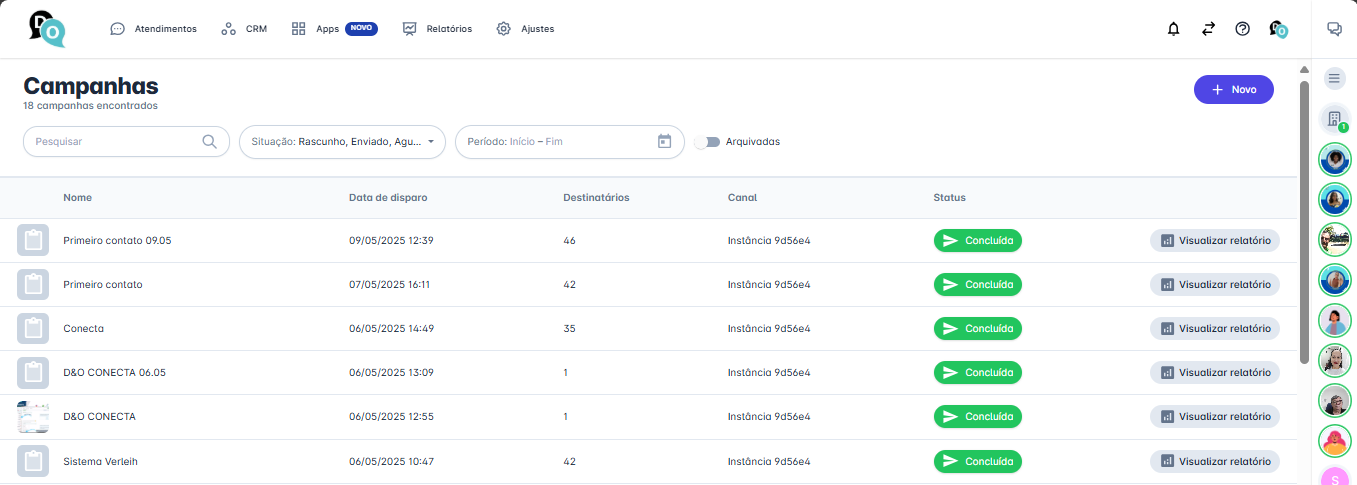 D O
Atendimentos CRM Apps NOVO Relatórios Ajustes
Campanhas
18 campanhas encontrados
+ Novo
Pesquisar Situação: Rascunho, Enviado, Agu... Período: Início – Fim Arquivadas
1
Nome Data de disparo Destinatários Canal Status
Primeiro contato 09.05 09/05/2025 12:39 46 Instância 9d56e4 Concluída Visualizar relatório
Primeiro contato 07/05/2025 16:11 42 Instância 9d56e4 Concluída Visualizar relatório
Conecta 06/05/2025 14:49 35 Instância 9d56e4 Concluída Visualizar relatório
D&O CONECTA 06.05 06/05/2025 13:09 1 Instância 9d56e4 Concluída Visualizar relatório
D&O CONECTA 06/05/2025 12:55 1 Instância 9d56e4 Concluída Visualizar relatório
Sistema Verleih 06/05/2025 10:47 42 Instância 9d56e4 Concluída Visualizar relatório
S